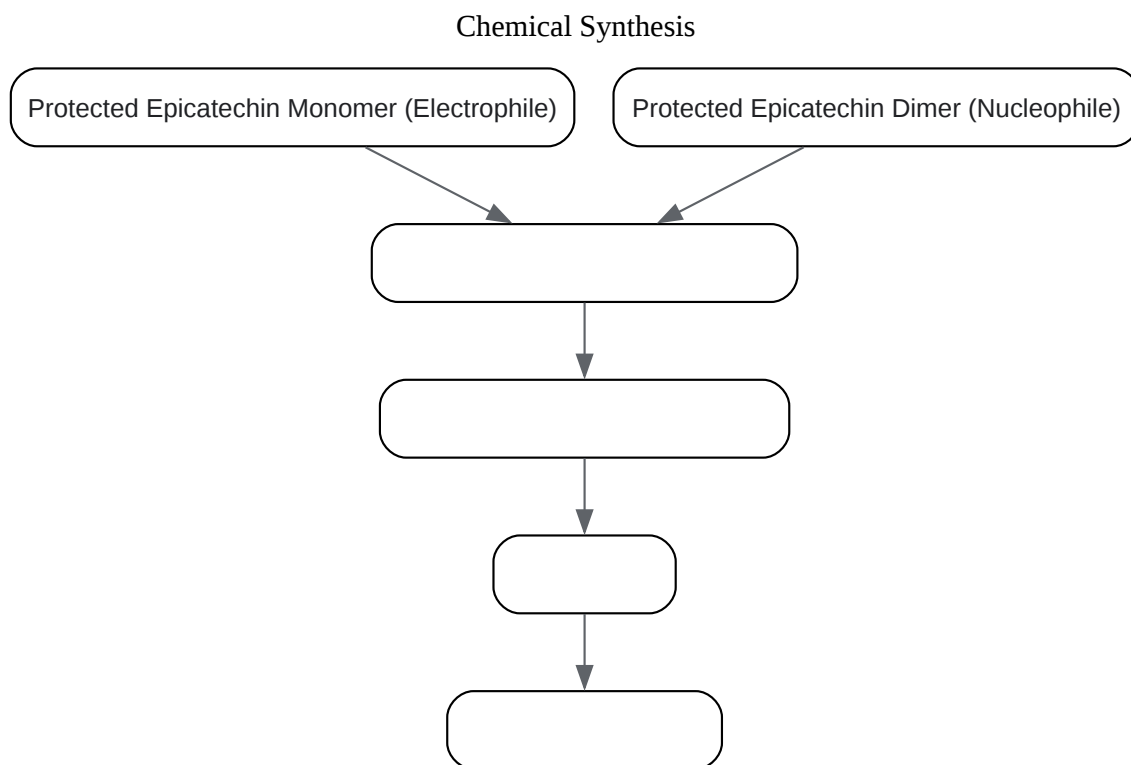 Chemical Synthesis
Protected Epicatechin Monomer (Electrophile)
Protected Epicatechin Dimer (Nucleophile)